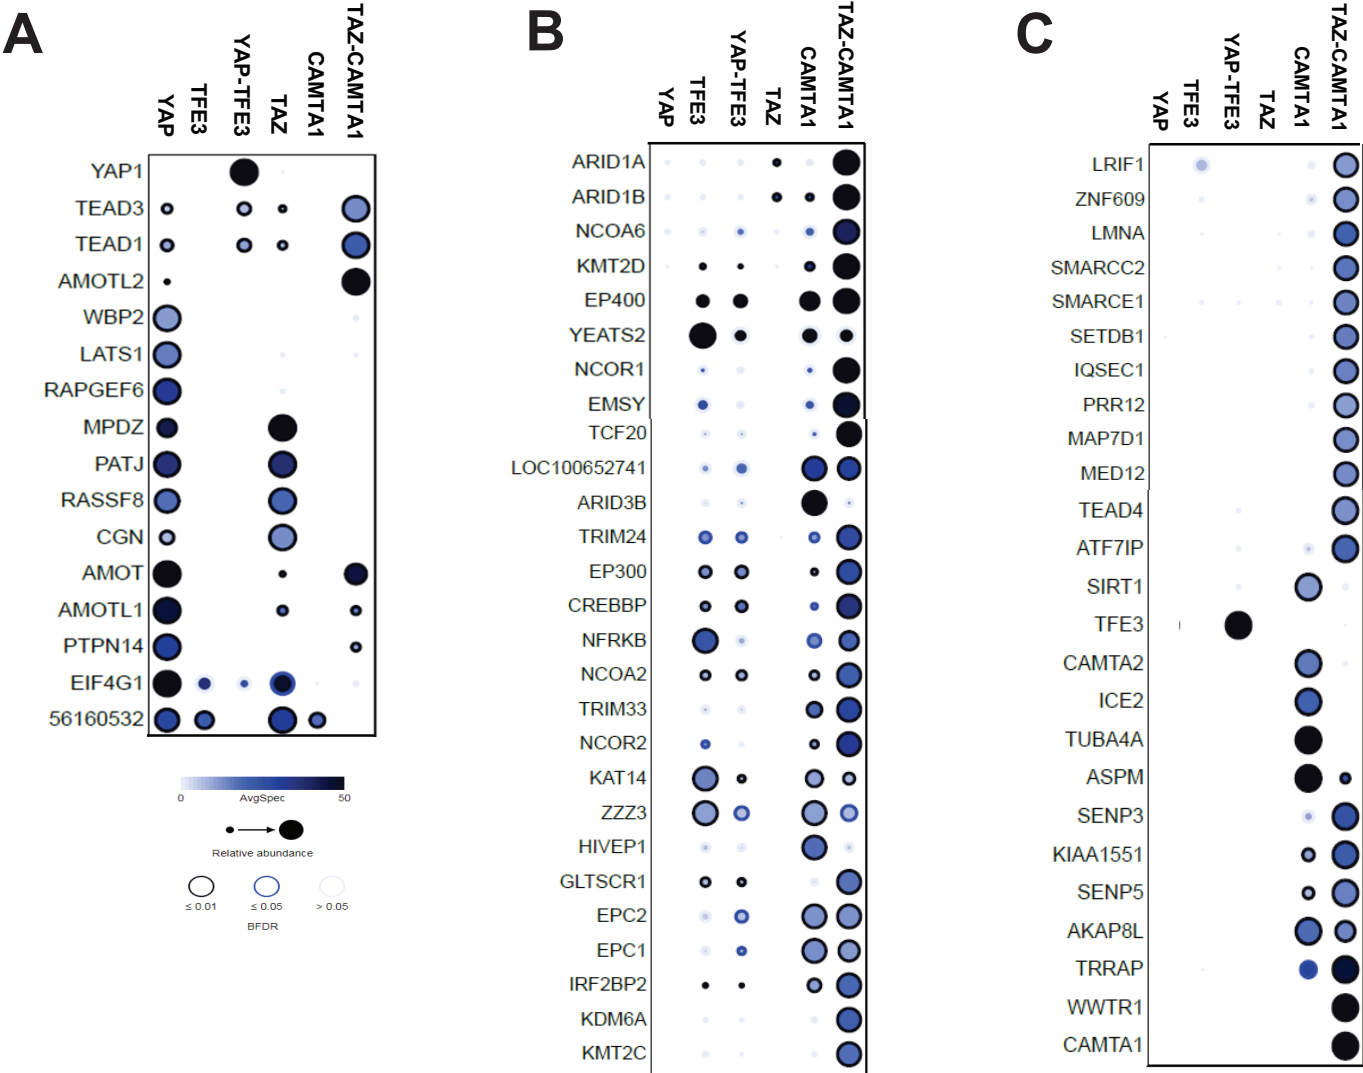 A
YAP
TFE3
YAP-TFE3
TAZ
CAMTA1
TAZ-CAMTA1
YAP1
TEAD3
TEAD1
AMOTL2
WBP2
LATS1
RAPGEF6
MPDZ
PATJ
RASSF8
CGN
AMOT
AMOTL1
PTPN14
EIF4G1
56160532
0 AvgSpec 50
Relative abundance
≤ 0.01 ≤ 0.05 > 0.05
BFDR
B
YAP
TFE3
YAP-TFE3
TAZ
CAMTA1
TAZ-CAMTA1
ARID1A
ARID1B
NCOA6
KMT2D
EP400
YEATS2
NCOR1
EMSY
TCF20
LOC100652741
ARID3B
TRIM24
EP300
CREBBP
NFRKB
NCOA2
TRIM33
NCOR2
KAT14
ZZZ3
HIVEP1
GLTSCR1
EPC2
EPC1
IRF2BP2
KDM6A
KMT2C
C
YAP
TFE3
YAP-TFE3
TAZ
CAMTA1
TAZ-CAMTA1
LRIF1
ZNF609
LMNA
SMARCC2
SMARCE1
SETDB1
IQSEC1
PRR12
MAP7D1
MED12
TEAD4
ATF7IP
SIRT1
TFE3
CAMTA2
ICE2
TUBA4A
ASPM
SENP3
KIAA1551
SENP5
AKAP8L
TRRAP
WWTR1
CAMTA1